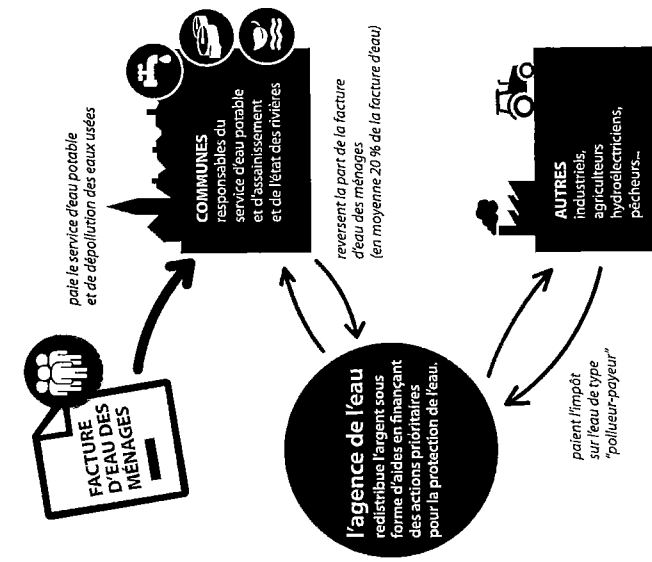 FACTURE
D'EAU DES
MÉNAGES
paie le service d'eau potable
et de dépollution des eaux usées
COMMUNES
responsables du
service d'eau potable
et d'assainissement
et de l'état des rivières
reversent la part de la facture
d'eau des ménages
(en moyenne 20 % de la facture d'eau)
l'agence de l'eau
redistribue l'argent sous
forme d'aides en finançant
des actions prioritaires
pour la protection de l'eau.
paient l'impôt
sur l'eau de type
"pollueur-payeur"
AUTRES
industriels,
agriculteurs
hydroélectriciens,
pêcheurs...